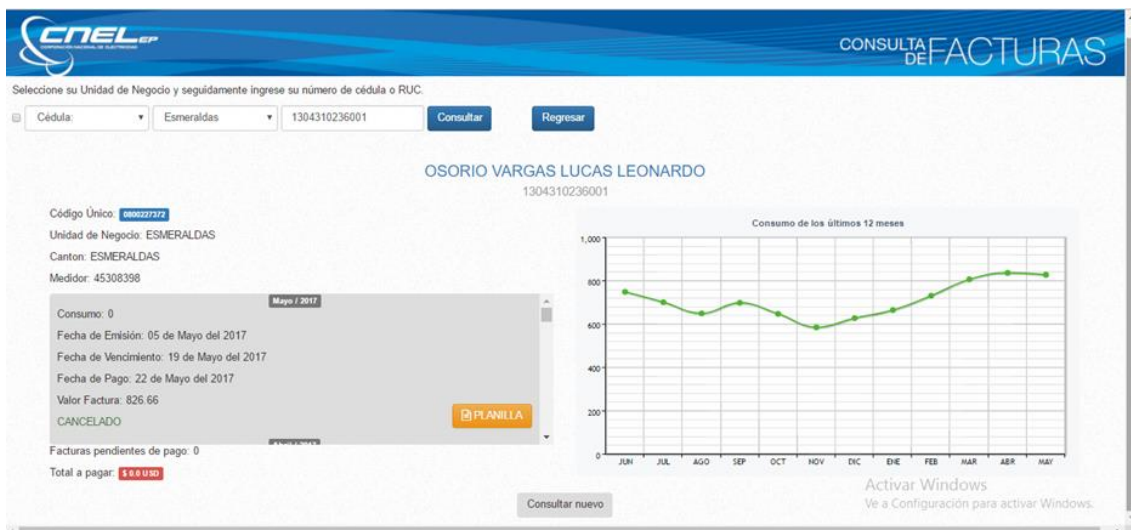 CNEL EP
CORPORACIÓN NACIONAL DE ELECTRICIDAD
CONSULTA DE FACTURAS
Seleccione su Unidad de Negocio y seguidamente ingrese su número de cédula o RUC.
Cédula: Esmeraldas 1304310236001 Consultar Regresar
OSORIO VARGAS LUCAS LEONARDO
1304310236001
Código Único: 0800227372
Unidad de Negocio: ESMERALDAS
Canton: ESMERALDAS
Medidor: 45308398
Mayo / 2017
Consumo: 0
Fecha de Emisión: 05 de Mayo del 2017
Fecha de Vencimiento: 19 de Mayo del 2017
Fecha de Pago: 22 de Mayo del 2017
Valor Factura: 826.66
CANCELADO
PLANILLA
Abril / 2017
Facturas pendientes de pago: 0
Total a pagar: $ 0.0 USD
Consumo de los últimos 12 meses
1,000
800
600
400
200
0
JUN JUL AGO SEP OCT NOV DIC ENE FEB MAR ABR MAY
Activar Windows
Ve a Configuración para activar Windows.
Consultar nuevo